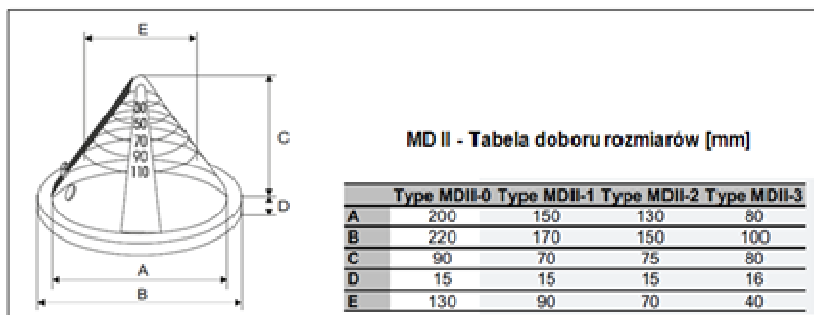 E
30
50
70
90
110
C
D
A
B
MD II - Tabela doboru rozmiarów [mm]
Type MDII-0 Type MDII-1 Type MDII-2 Type MDII-3
A 200 150 130 80
B 220 170 150 100
C 90 70 75 80
D 15 15 15 16
E 130 90 70 40